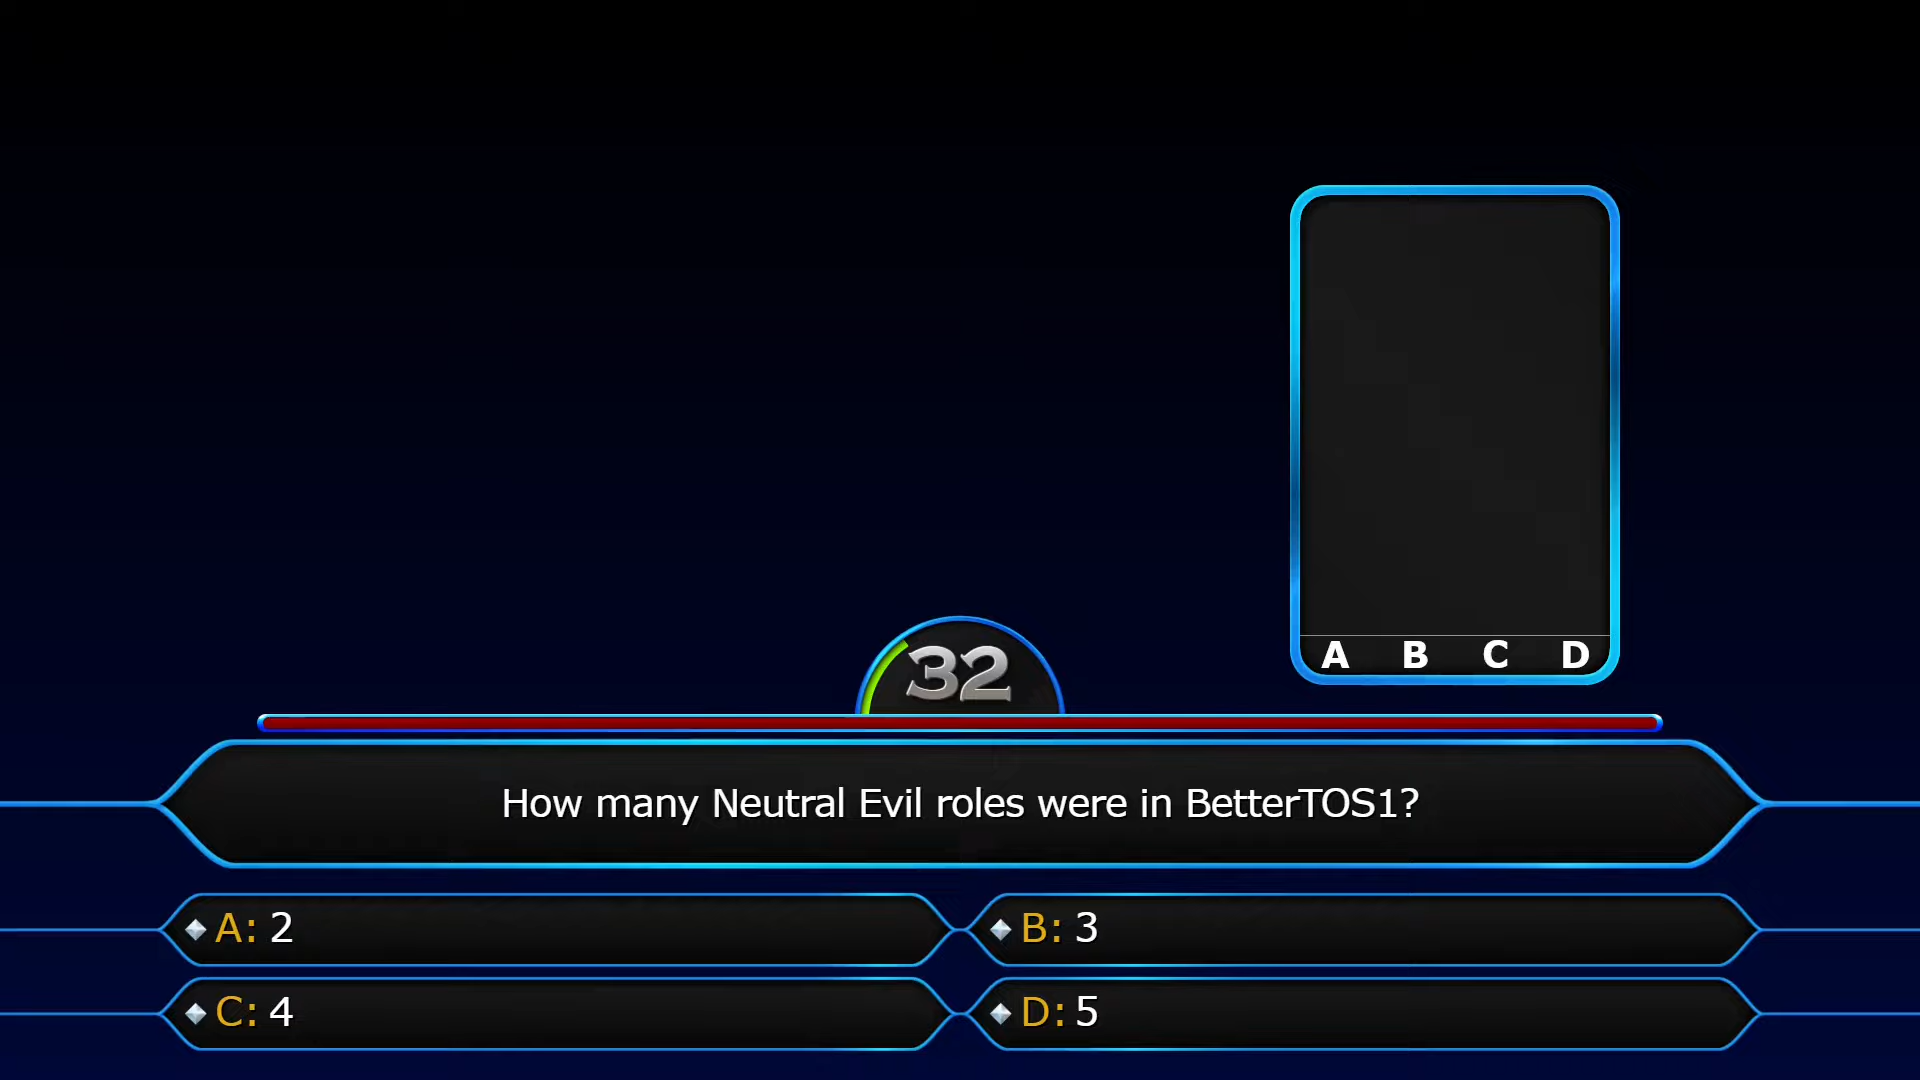 A B C D
32
How many Neutral Evil roles were in BetterTOS1?
A: 2
B: 3
C: 4
D: 5